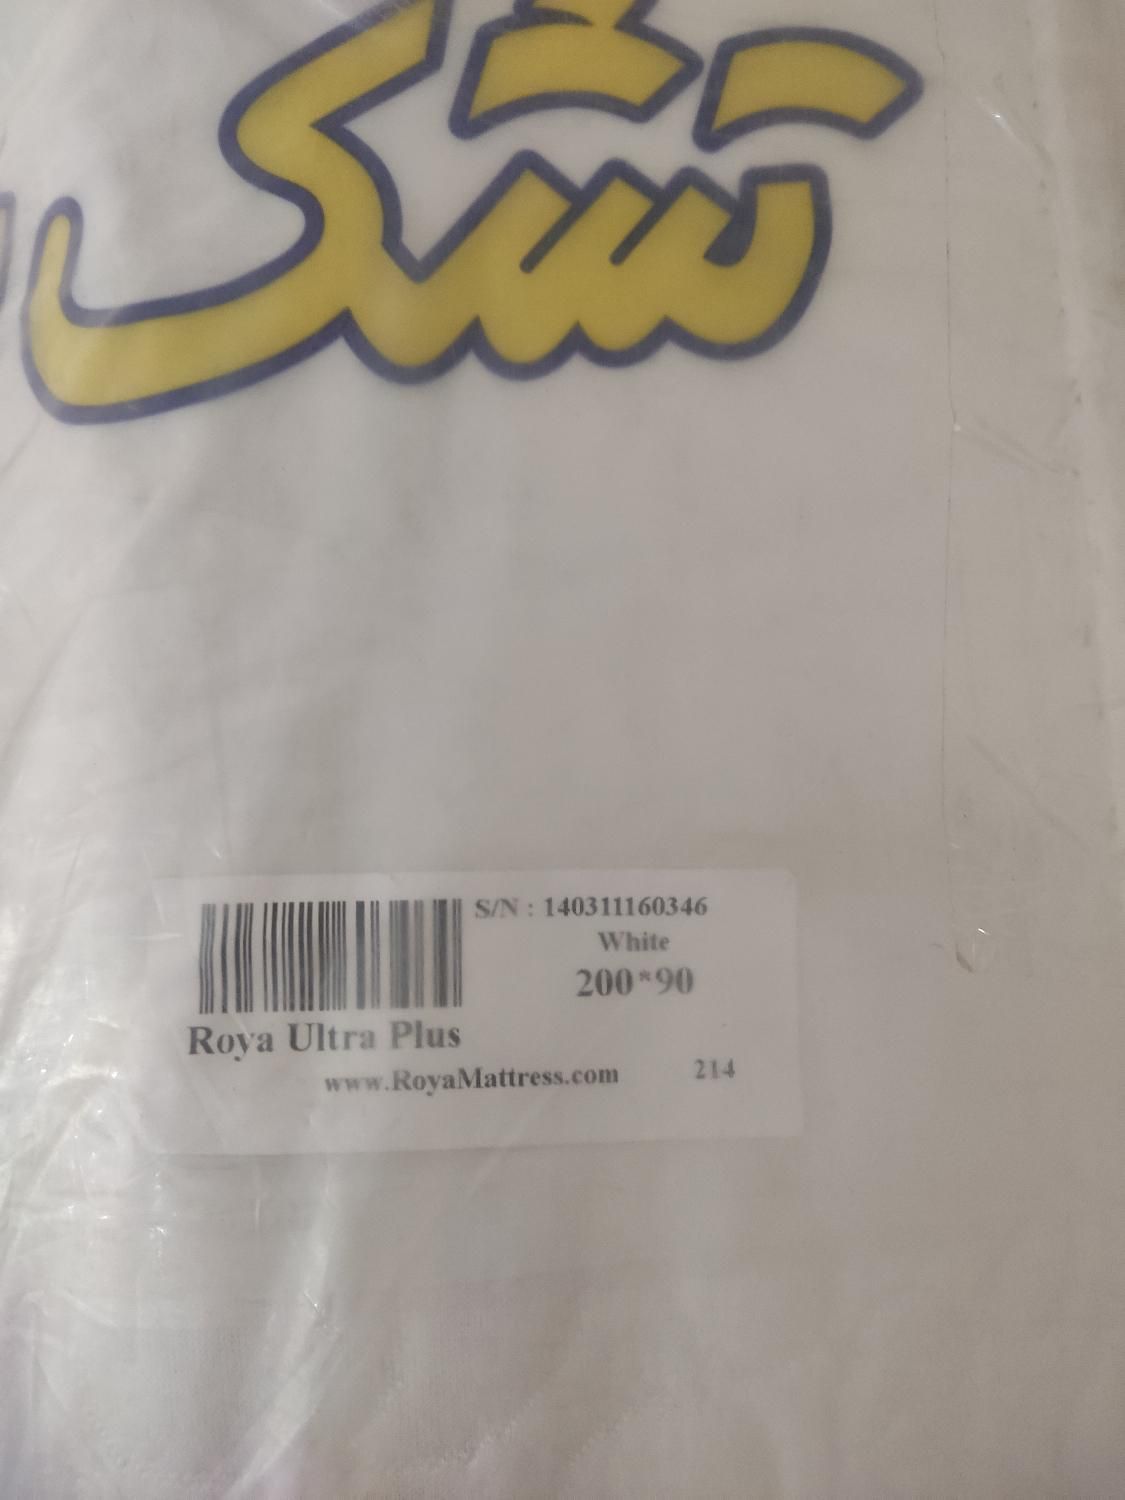 تشک
S/N : 140311160346
White
200*90
Roya Ultra Plus
www.RoyaMattress.com 214